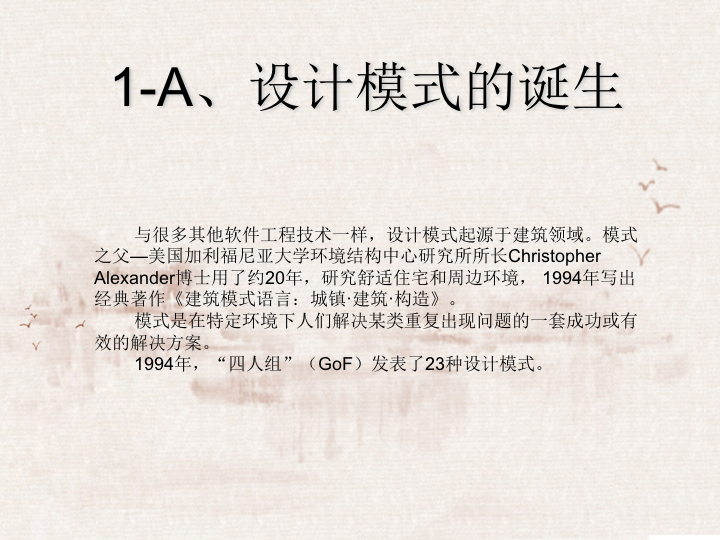 1-A、设计模式的诞生
与很多其他软件工程技术一样，设计模式起源于建筑领域。模式
之父—美国加利福尼亚大学环境结构中心研究所所长Christopher
Alexander博士用了约20年，研究舒适住宅和周边环境， 1994年写出
经典著作《建筑模式语言：城镇·建筑·构造》。
模式是在特定环境下人们解决某类重复出现问题的一套成功或有
效的解决方案。
1994年，“四人组”（GoF）发表了23种设计模式。